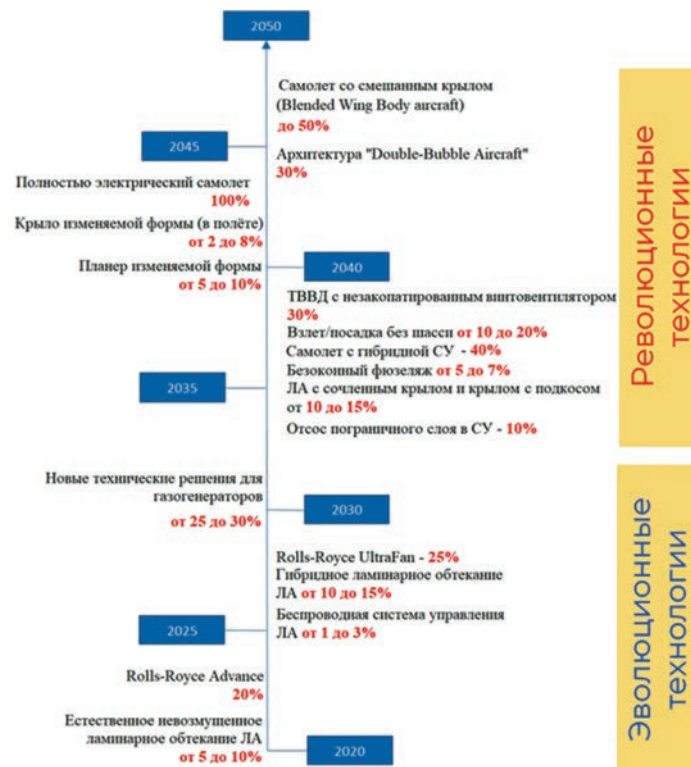 2050
Самолет со смешанным крылом
(Blended Wing Body aircraft)
до 50%
2045
Архитектура "Double-Bubble Aircraft"
30%
Полностью электрический самолет
100%
Крыло изменяемой формы (в полёте)
от 2 до 8%
2040
Планер изменяемой формы
от 5 до 10%
ТВВД с незакопатированным винтовентилятором
30%
Взлет/посадка без шасси от 10 до 20%
Самолет с гибридной СУ - 40%
Безоконный фюзеляж от 5 до 7%
2035
ЛА с сочленным крылом и крылом с подкосом
от 10 до 15%
Отсос пограничного слоя в СУ - 10%
Новые технические решения для
газогенераторов
от 25 до 30%
2030
Rolls-Royce UltraFan - 25%
Гибридное ламинарное обтекание
ЛА от 10 до 15%
Беспроводная система управления
ЛА от 1 до 3%
2025
Rolls-Royce Advance
20%
Естественное невозмущенное
ламинарное обтекание ЛА
от 5 до 10%
2020
Революционные
технологии
Эволюционные
технологии